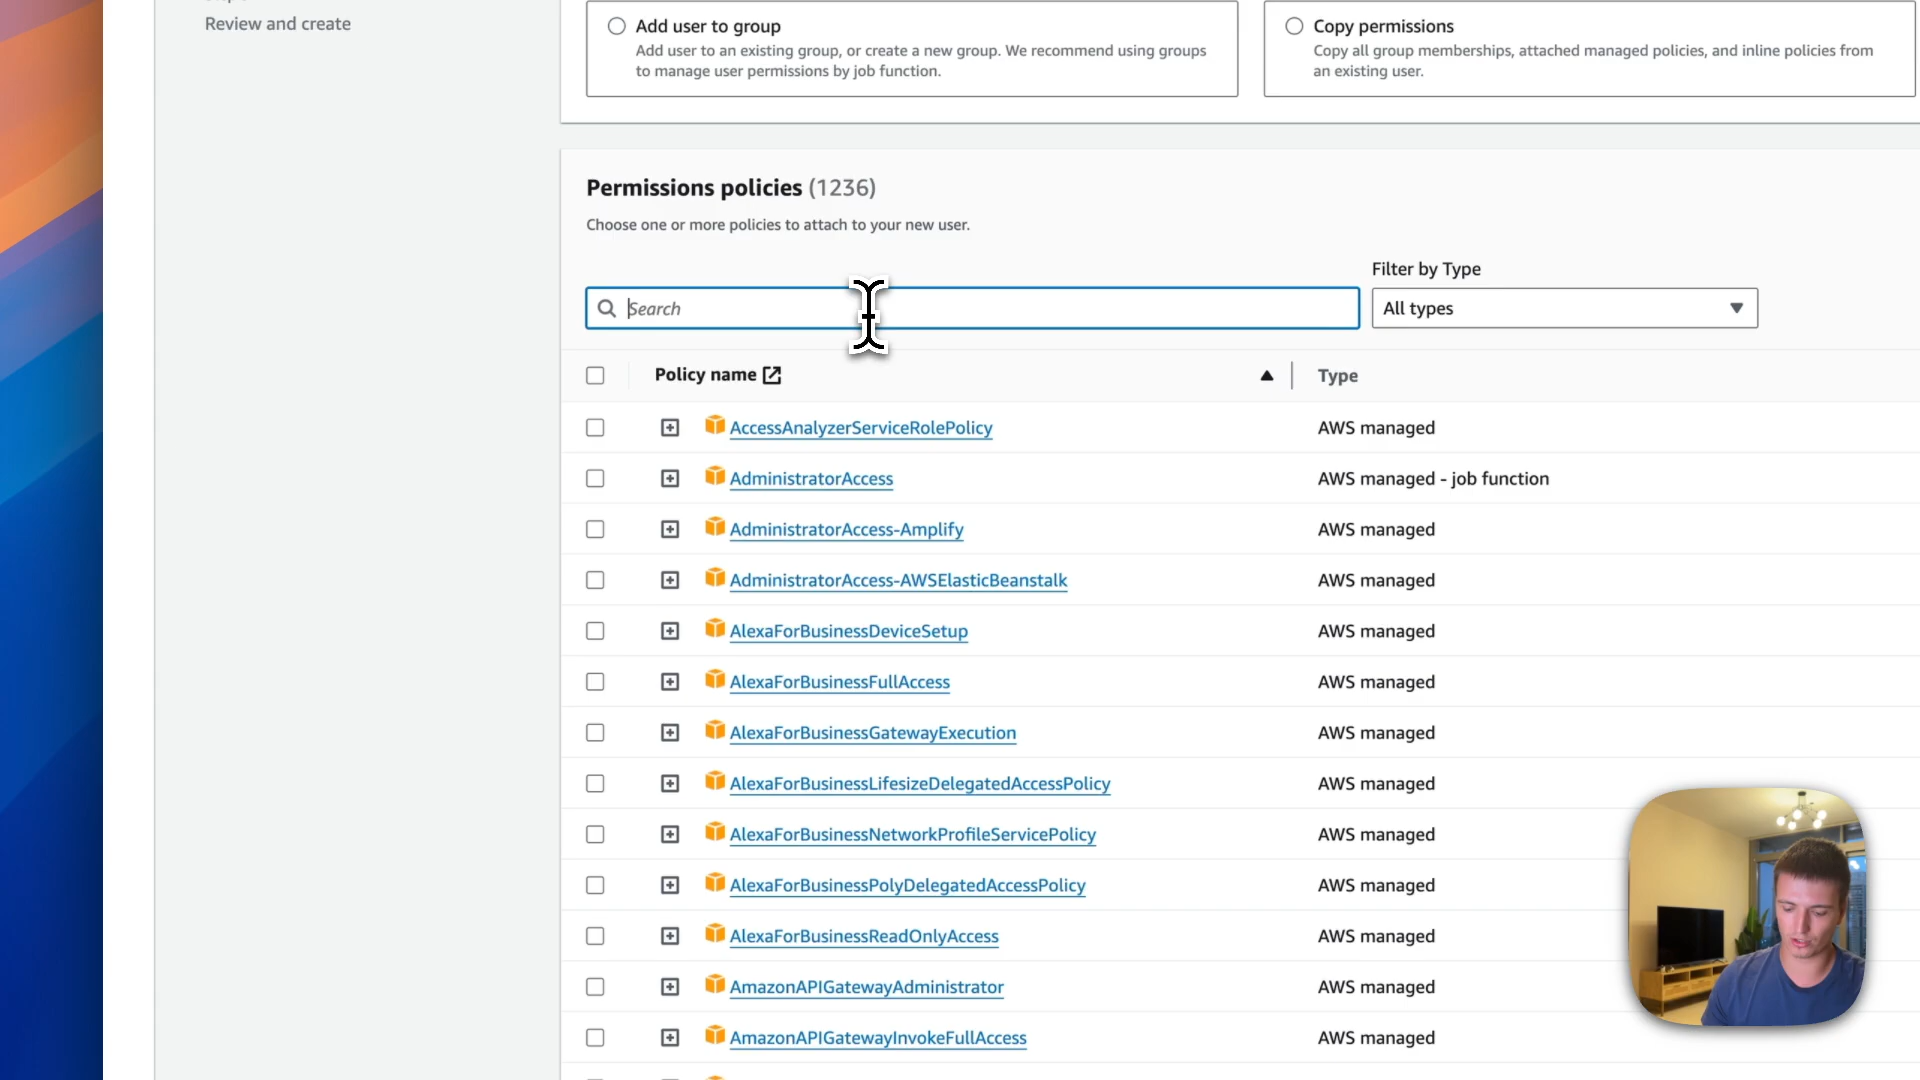 Review and create
Add user to group
Add user to an existing group, or create a new group. We recommend using groups
to manage user permissions by job function.
Copy permissions
Copy all group memberships, attached managed policies, and inline policies from
an existing user.
Permissions policies (1236)
Choose one or more policies to attach to your new user.
Filter by Type
Search
All types
Policy name
Type
AccessAnalyzerServiceRolePolicy
AWS managed
AdministratorAccess
AWS managed - job function
AdministratorAccess-Amplify
AWS managed
AdministratorAccess-AWSElasticBeanstalk
AWS managed
AlexaForBusinessDeviceSetup
AWS managed
AlexaForBusinessFullAccess
AWS managed
AlexaForBusinessGatewayExecution
AWS managed
AlexaForBusinessLifesizeDelegatedAccessPolicy
AWS managed
AlexaForBusinessNetworkProfileServicePolicy
AWS managed
AlexaForBusinessPolyDelegatedAccessPolicy
AWS managed
AlexaForBusinessReadOnlyAccess
AWS managed
AmazonAPIGatewayAdministrator
AWS managed
AmazonAPIGatewayInvokeFullAccess
AWS managed